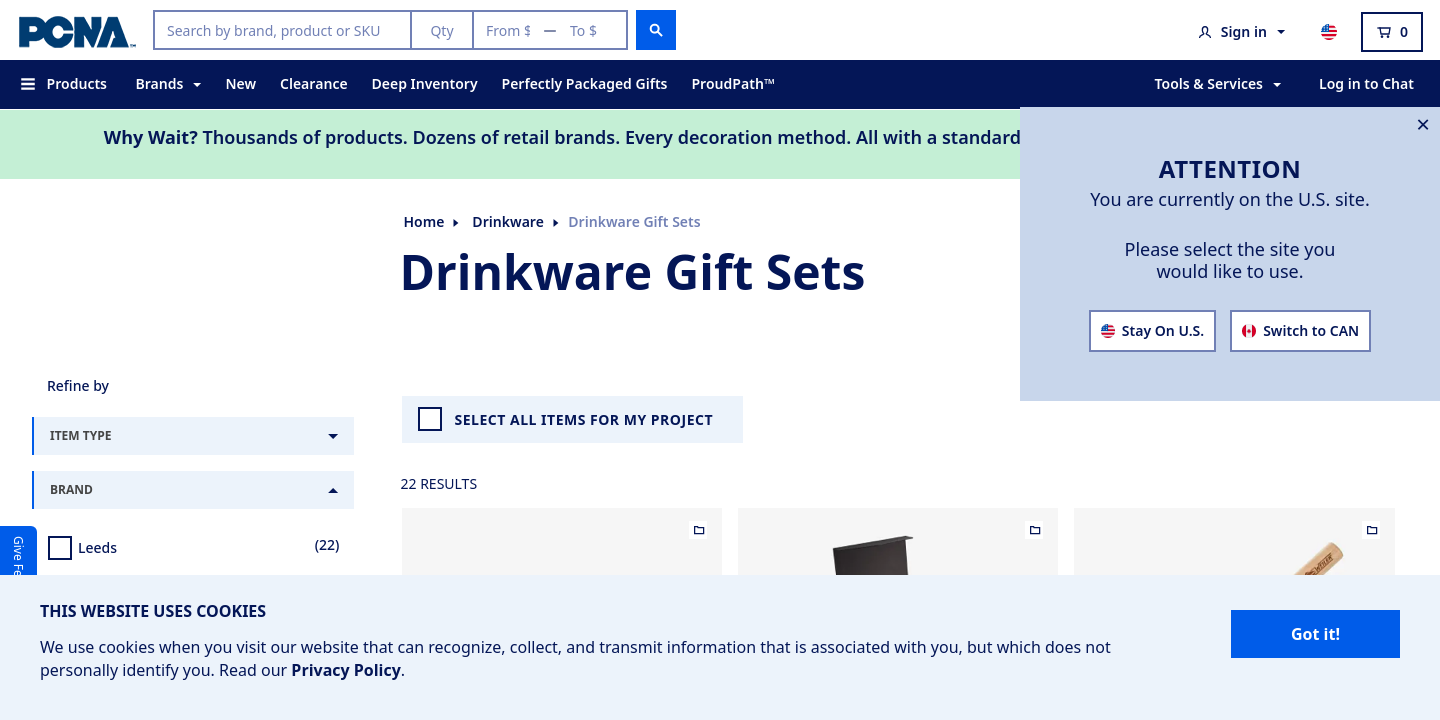 PCNA™
Search by brand, product or SKU
Qty
From $ — To $
Sign in
0
Products
Brands
New
Clearance
Deep Inventory
Perfectly Packaged Gifts
ProudPath™
Tools & Services
Log in to Chat
Why Wait? Thousands of products. Dozens of retail brands. Every decoration method. All with a standard
ATTENTION
You are currently on the U.S. site.
Please select the site you
would like to use.
Stay On U.S.
Switch to CAN
Home
Drinkware
Drinkware Gift Sets
Drinkware Gift Sets
Refine by
ITEM TYPE
BRAND
Leeds
(22)
SELECT ALL ITEMS FOR MY PROJECT
22 RESULTS
Give Fe
THIS WEBSITE USES COOKIES
We use cookies when you visit our website that can recognize, collect, and transmit information that is associated with you, but which does not
personally identify you. Read our Privacy Policy.
Got it!